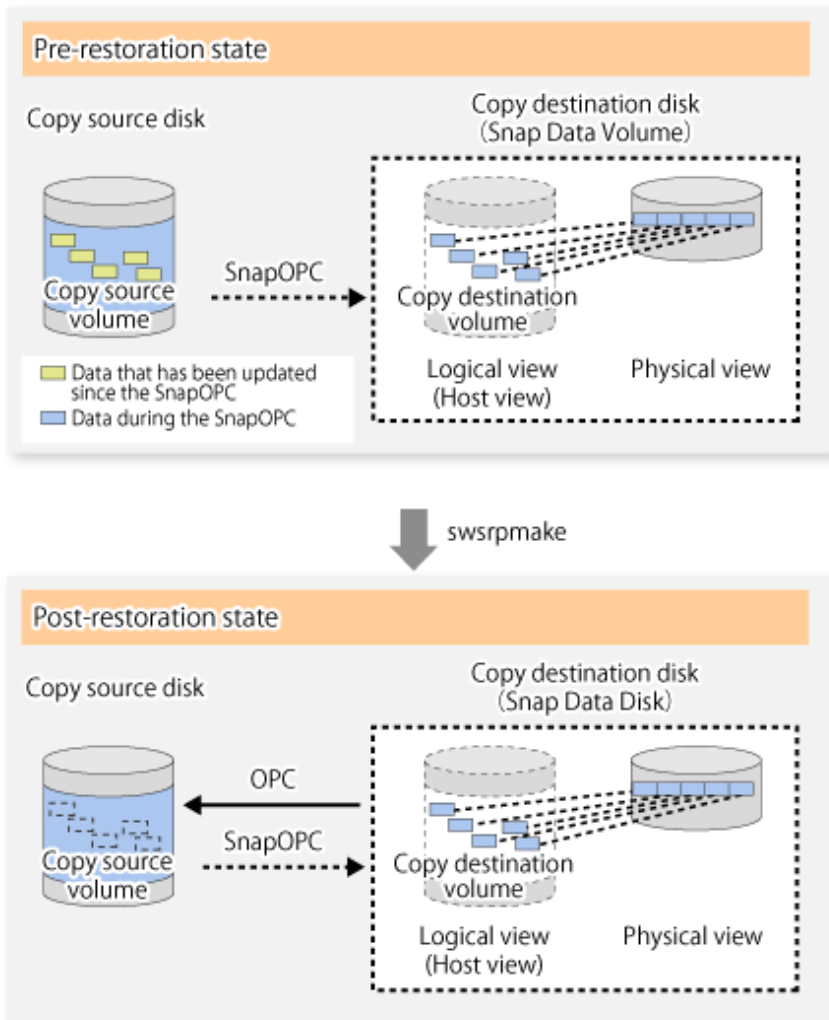 Pre-restoration state
Copy source disk
Copy destination disk
(Snap Data Volume)
SnapOPC
Copy source
volume
Copy destination
volume
Logical view
(Host view)
Physical view
Data that has been updated
since the SnapOPC
Data during the SnapOPC
swsrpmake
Post-restoration state
Copy source disk
Copy destination disk
(Snap Data Disk)
OPC
SnapOPC
Copy source
volume
Copy destination
volume
Logical view
(Host view)
Physical view